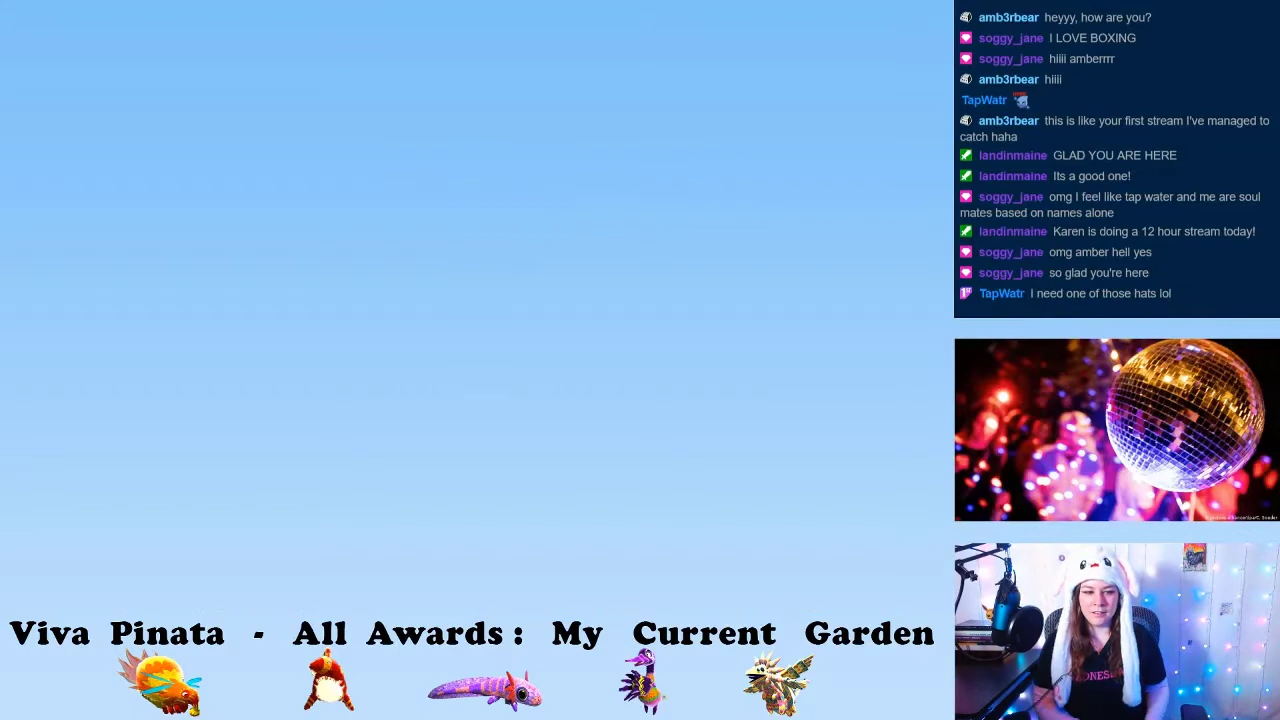 amb3rbear heyyy, how are you?
soggy_jane I LOVE BOXING
soggy_jane hiiii amberrrr
amb3rbear hiiii
TapWatr
amb3rbear this is like your first stream I've managed to
catch haha
landinmaine GLAD YOU ARE HERE
landinmaine Its a good one!
soggy_jane omg I feel like tap water and me are soul
mates based on names alone
landinmaine Karen is doing a 12 hour stream today!
soggy_jane omg amber hell yes
soggy_jane so glad you're here
TapWatr I need one of those hats lol
Viva Pinata - All Awards : My Current Garden